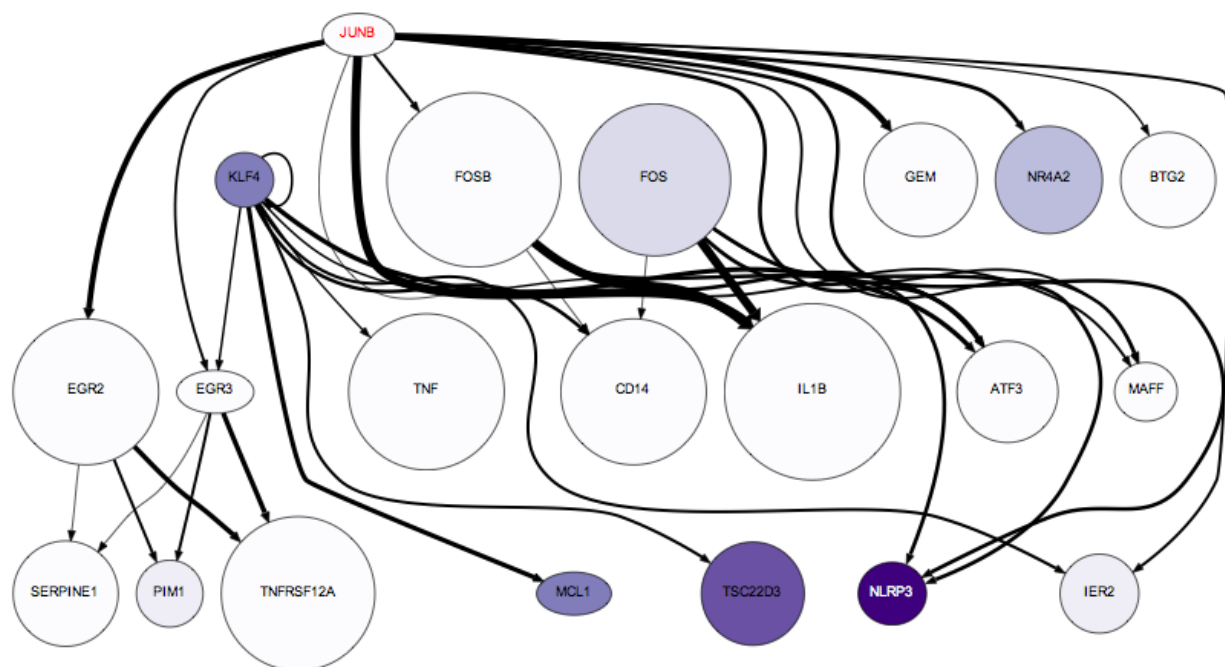 JUNB
KLF4
FOSB
FOS
GEM
NR4A2
BTG2
EGR2
EGR3
TNF
CD14
IL1B
ATF3
MAFF
SERPINE1
PIM1
TNFRSF12A
MCL1
TSC22D3
NLRP3
IER2